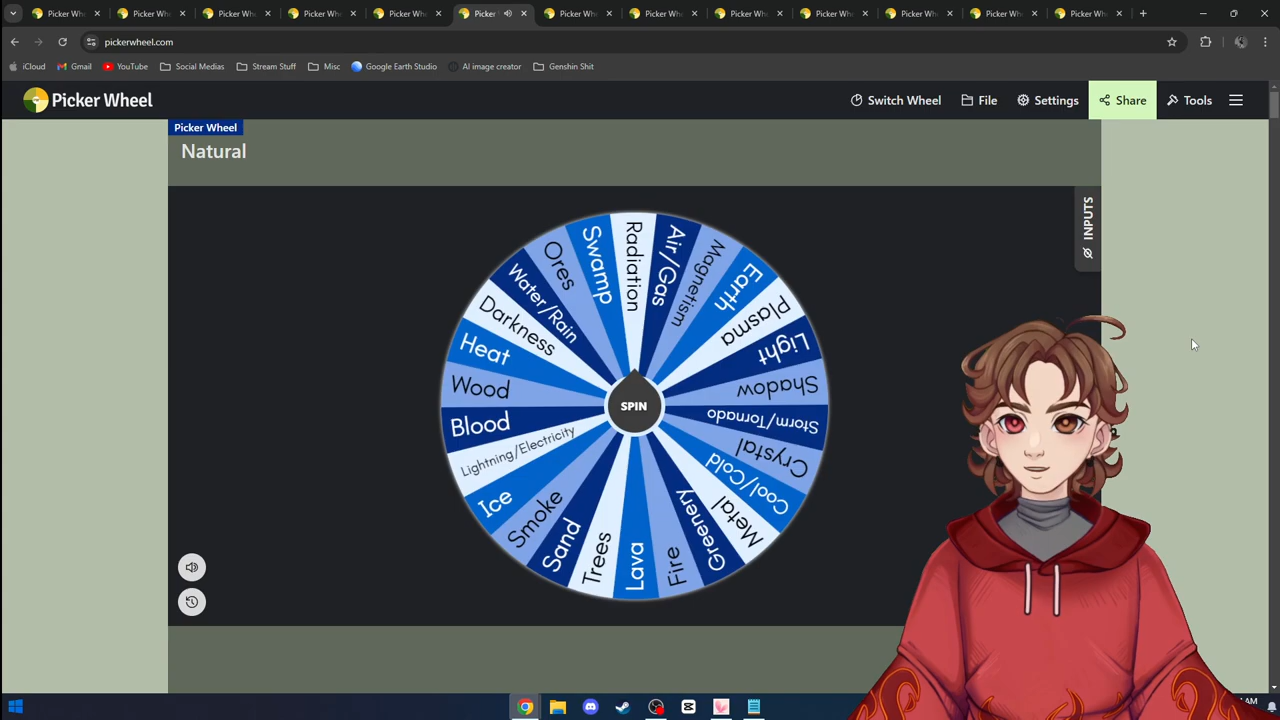 Picker Wh
Picker Wh
Picker Wh
Picker Wh
Picker Wh
Picker
Picker Wh
Picker Wh
Picker Wh
Picker Wh
Picker Wh
Picker Wh
Picker Wh
pickerwheel.com
iCloud
Gmail
YouTube
Social Medias
Stream Stuff
Misc
Google Earth Studio
AI image creator
Genshin Shit
Picker Wheel
Switch Wheel
File
Settings
Share
Tools
Picker Wheel
Natural
INPUTS
Radiation
Air/Gas
Magnetism
Earth
Plasma
Light
Shadow
Storm/Tornado
Crystal
Cool/Cold
Metal
Greenery
Fire
Lava
Trees
Sand
Smoke
Ice
Lightning/Electricity
Blood
Wood
Heat
Darkness
Water/Rain
Ores
Swamp
SPIN
AM